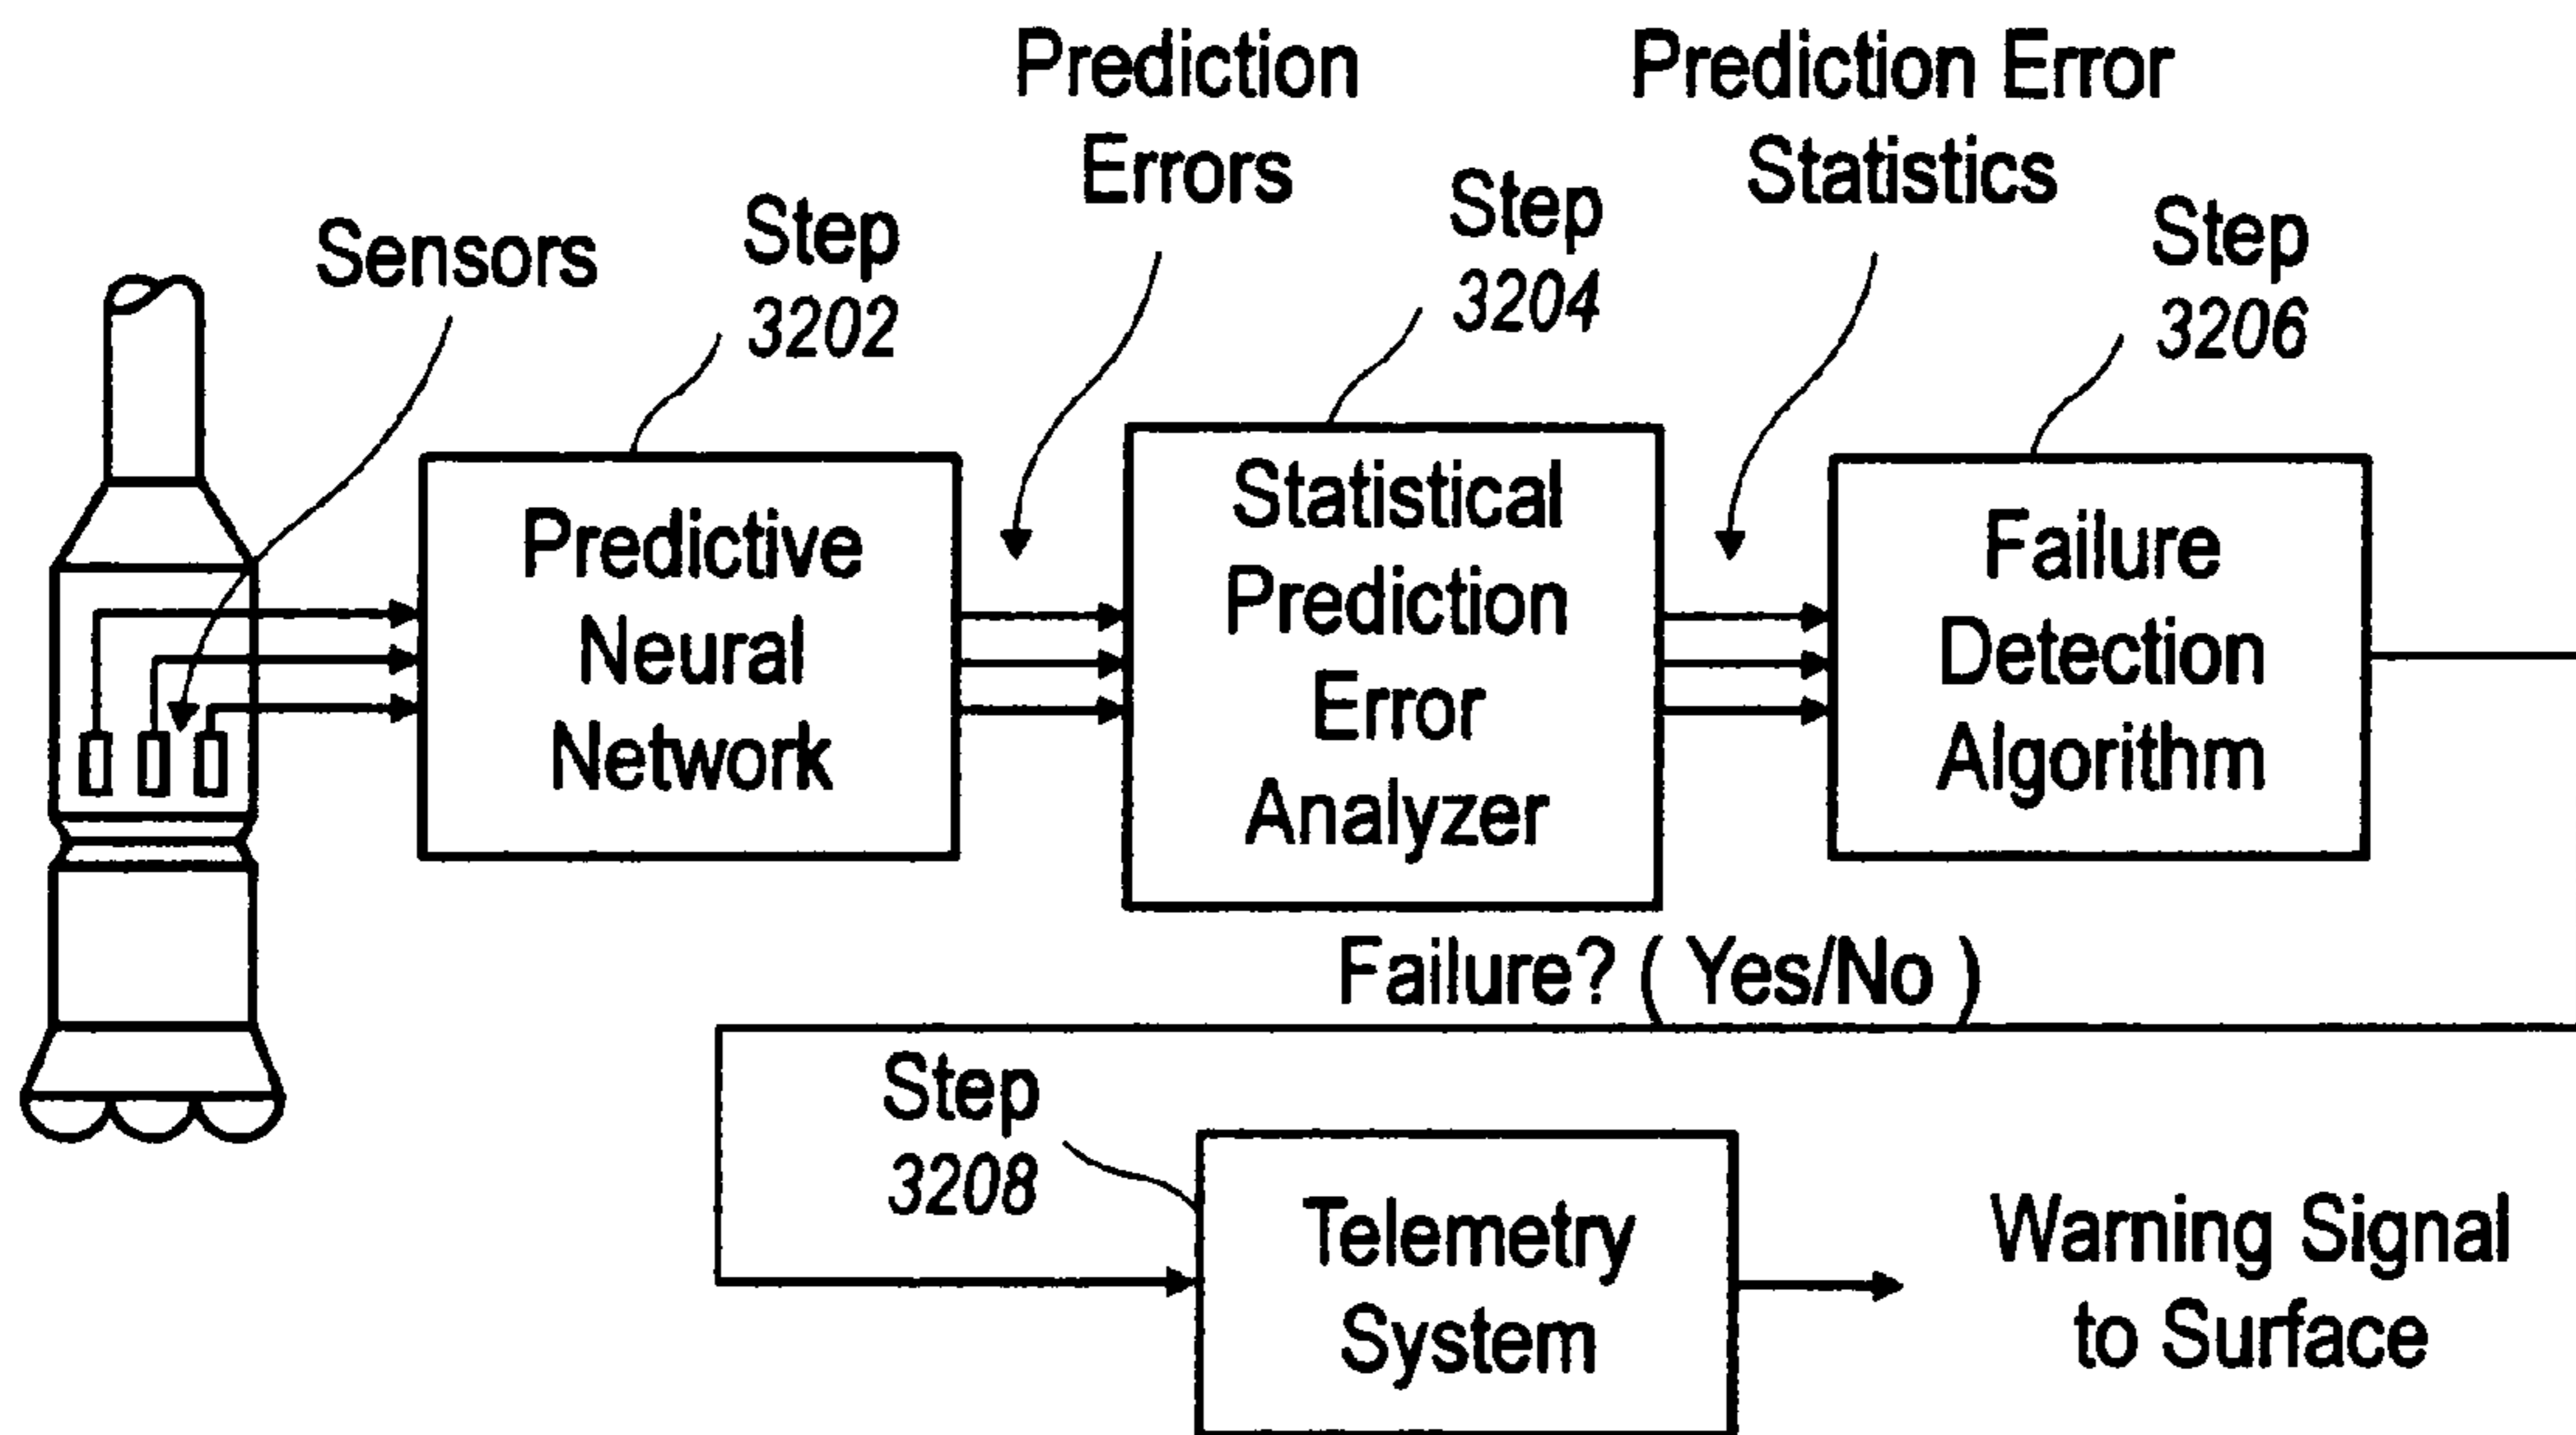 Prediction
Errors
Prediction Error
Statistics
Sensors
Step
3202
Step
3204
Step
3206
Predictive
Neural
Network
Statistical
Prediction
Error
Analyzer
Failure
Detection
Algorithm
Failure? ( Yes/No )
Step
3208
Telemetry
System
Warning Signal
to Surface